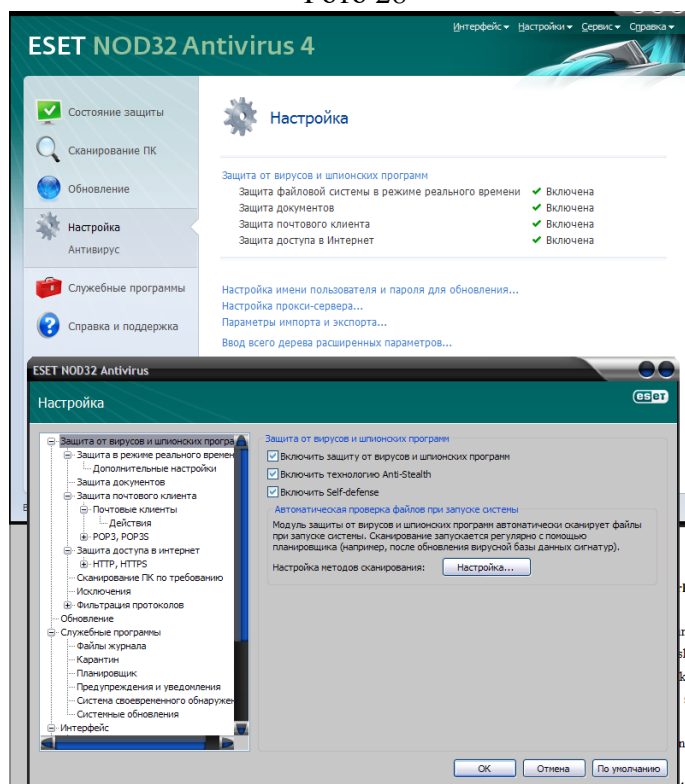 Интерфейс Настройки Сервис Справка
ESET NOD32 Antivirus 4
Состояние защиты
Сканирование ПК
Обновление
Настройка
Антивирус
Служебные программы
Справка и поддержка
Настройка
Защита от вирусов и шпионских программ
Защита файловой системы в режиме реального времени Включена
Защита документов Включена
Защита почтового клиента Включена
Защита доступа в Интернет Включена
Настройка имени пользователя и пароля для обновления...
Настройка прокси-сервера...
Параметры импорта и экспорта...
Ввод всего дерева расширенных параметров...
ESET NOD32 Antivirus
Настройка
eset
Защита от вирусов и шпионских програ
Защита в режиме реального времен
Дополнительные настройки
Защита документов
Защита почтового клиента
Почтовые клиенты
Действия
POP3, POP3S
Защита доступа в интернет
HTTP, HTTPS
Сканирование ПК по требованию
Исключения
Фильтрация протоколов
Обновление
Служебные программы
Файлы журнала
Карантин
Планировщик
Предупреждения и уведомления
Система своевременного обнаружен
Системные обновления
Интерфейс
Защита от вирусов и шпионских программ
Включить защиту от вирусов и шпионских программ
Включить технологию Anti-Stealth
Включить Self-defense
Автоматическая проверка файлов при запуске системы
Модуль защиты от вирусов и шпионских программ автоматически сканирует файлы
при запуске системы. Сканирование запускается регулярно с помощью
планировщика (например, после обновления вирусной базы данных сигнатур).
Настройка методов сканирования: Настройка...
OK Отмена По умолчанию